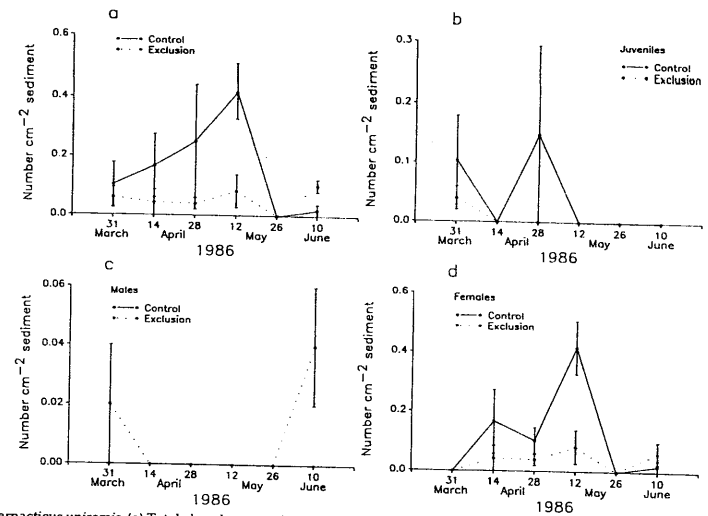 a
0.6
0.4
0.2
0.0
Number cm⁻² sediment
Control
Exclusion
31 14 28 12 26 10
March April May June
1986
b
0.3
0.2
0.1
0.0
Number cm⁻² sediment
Juveniles
Control
Exclusion
31 14 28 12 26 10
March April May June
1986
c
0.06
0.04
0.02
0.00
Number cm⁻² sediment
Males
Control
Exclusion
31 14 28 12 26 10
March April May June
1986
d
0.6
0.4
0.2
0.0
Number cm⁻² sediment
Females
Control
Exclusion
31 14 28 12 26 10
March April May June
1986